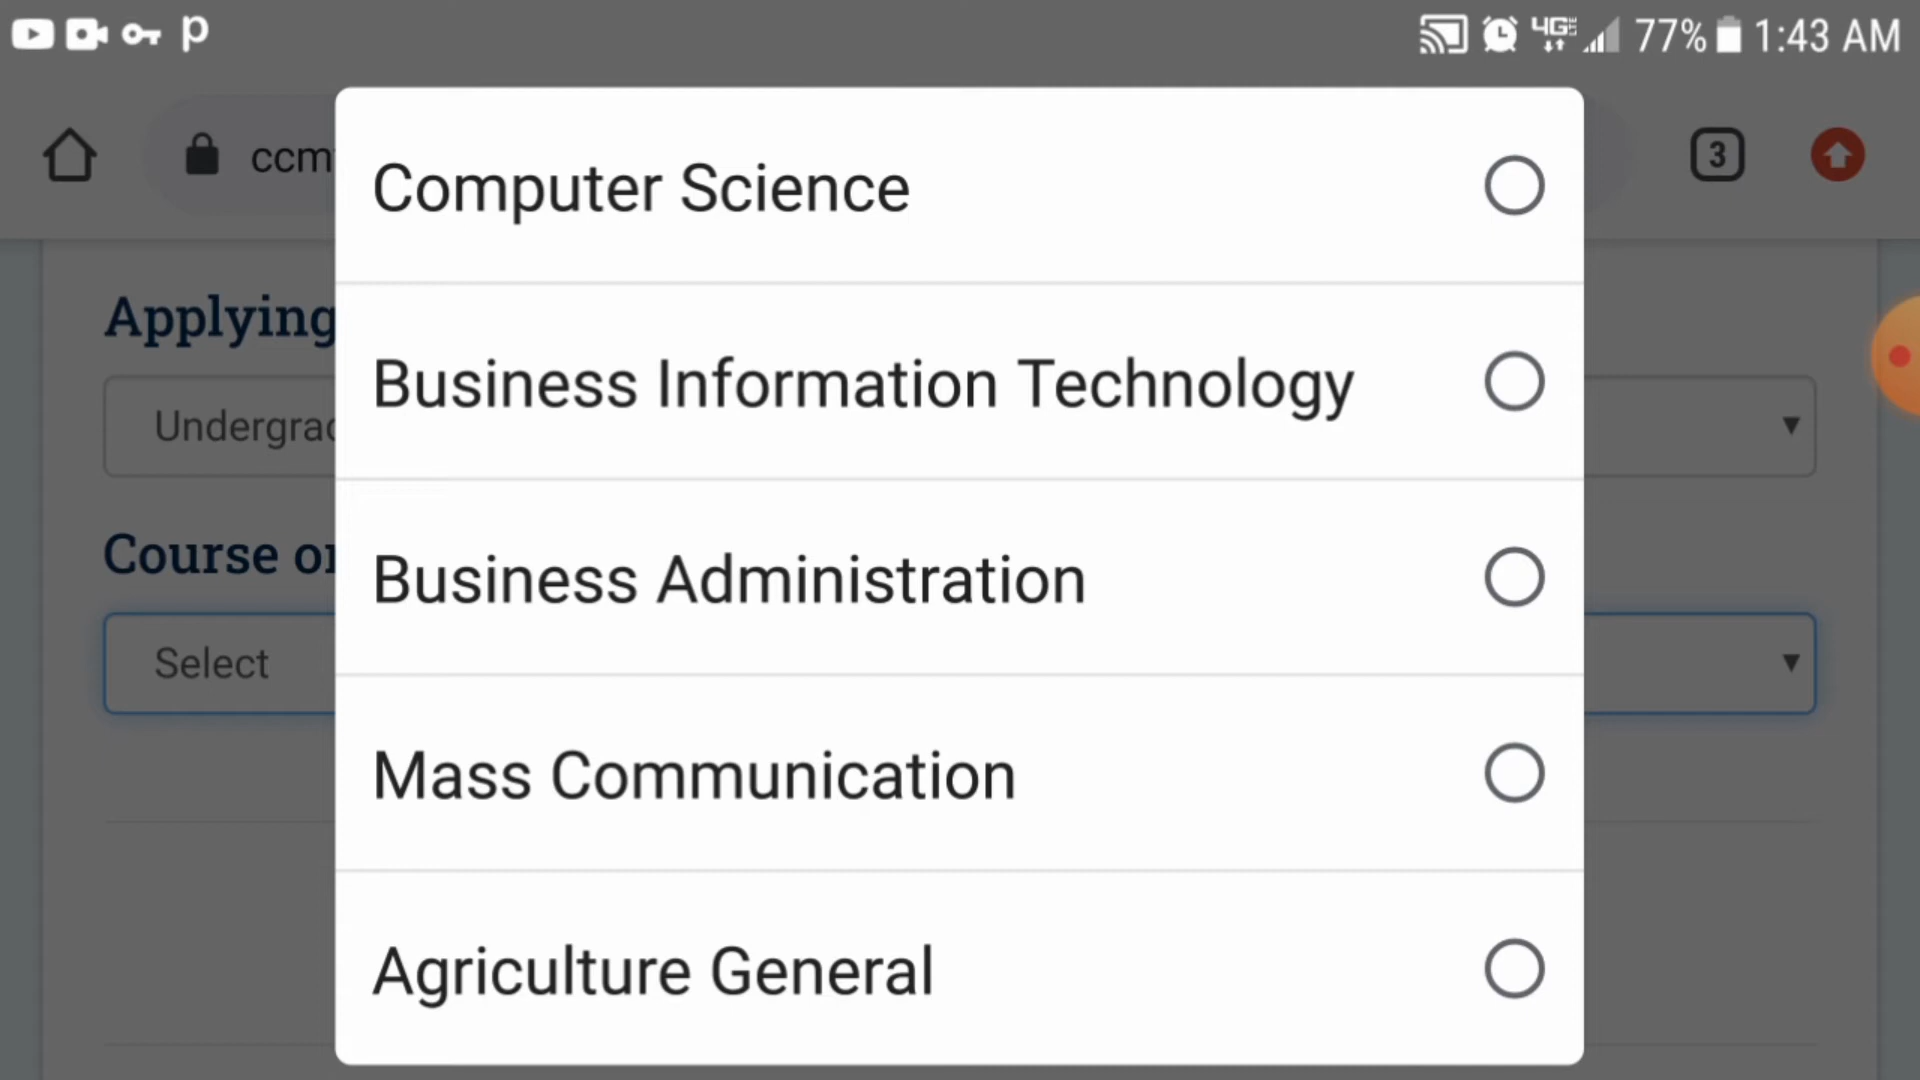 p 4G 77% 1:43 AM
ccm 3
Computer Science
Applying
Business Information Technology
Undergrad
Business Administration
Course or
Select
Mass Communication
Agriculture General